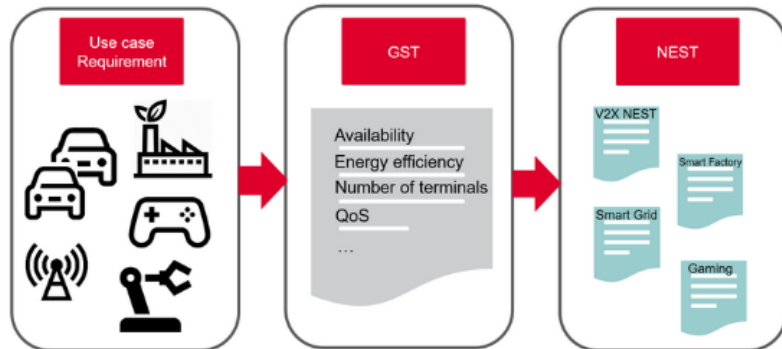 Use case
Requirement
GST
Availability
Energy efficiency
Number of terminals
QoS
...
NEST
V2X NEST
Smart Factory
Smart Grid
Gaming